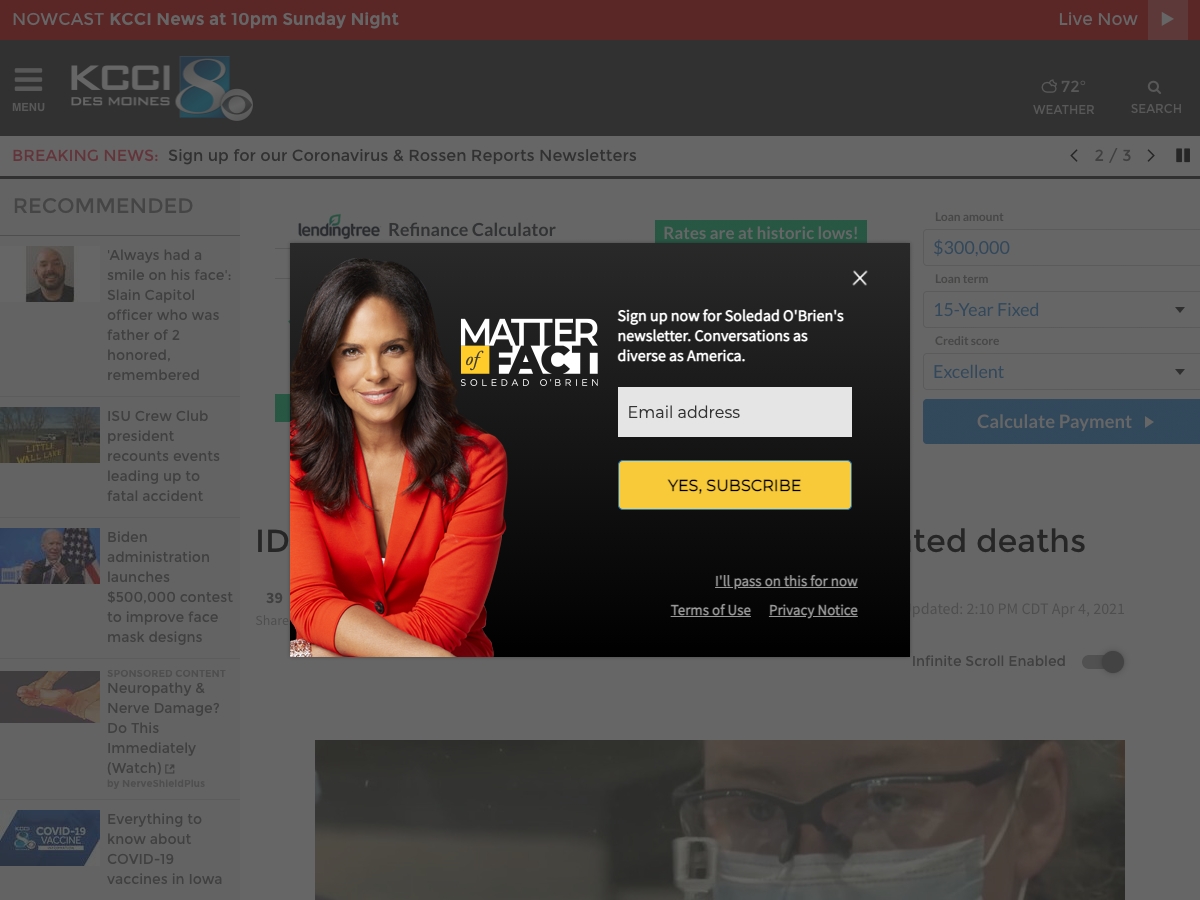 NOWCAST KCCI News at 10pm Sunday Night
Live Now
MENU
KCCI 8
DES MOINES
72°
WEATHER
SEARCH
BREAKING NEWS: Sign up for our Coronavirus & Rossen Reports Newsletters
2 / 3
RECOMMENDED
'Always had a
smile on his face':
Slain Capitol
officer who was
father of 2
honored,
remembered
ISU Crew Club
president
recounts events
leading up to
fatal accident
LITTLE
WALL LAKE
Biden
administration
launches
$500,000 contest
to improve face
mask designs
SPONSORED CONTENT
Neuropathy &
Nerve Damage?
Do This
Immediately
(Watch)
by NerveShieldPlus
COVID-19
VACCINE
Everything to
know about
COVID-19
vaccines in Iowa
lendingtree Refinance Calculator
Rates are at historic lows!
Loan amount
$300,000
Loan term
15-Year Fixed
Credit score
Excellent
Calculate Payment
MATTER
of FACT
SOLEDAD O'BRIEN
Sign up now for Soledad O'Brien's
newsletter. Conversations as
diverse as America.
Email address
YES, SUBSCRIBE
I'll pass on this for now
Terms of Use Privacy Notice
ID
ted deaths
39
Share
pdated: 2:10 PM CDT Apr 4, 2021
Infinite Scroll Enabled